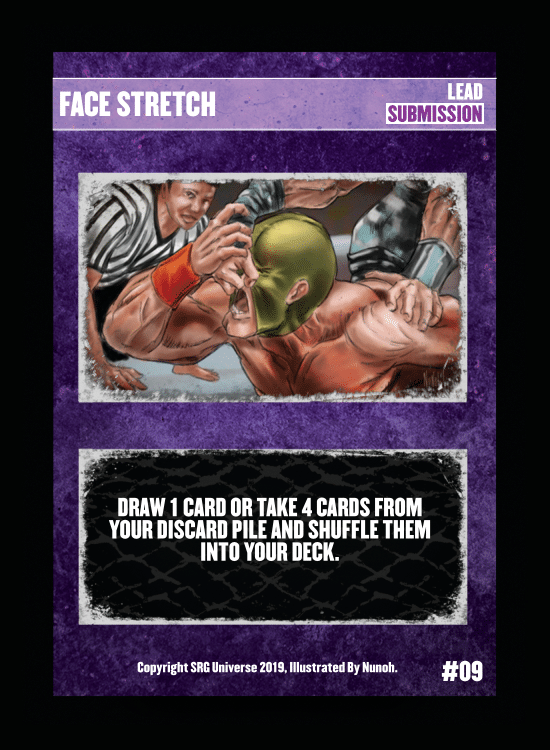 FACE STRETCH
LEAD
SUBMISSION
DRAW 1 CARD OR TAKE 4 CARDS FROM
YOUR DISCARD PILE AND SHUFFLE THEM
INTO YOUR DECK.
Copyright SRG Universe 2019, Illustrated By Nunoh.
#09